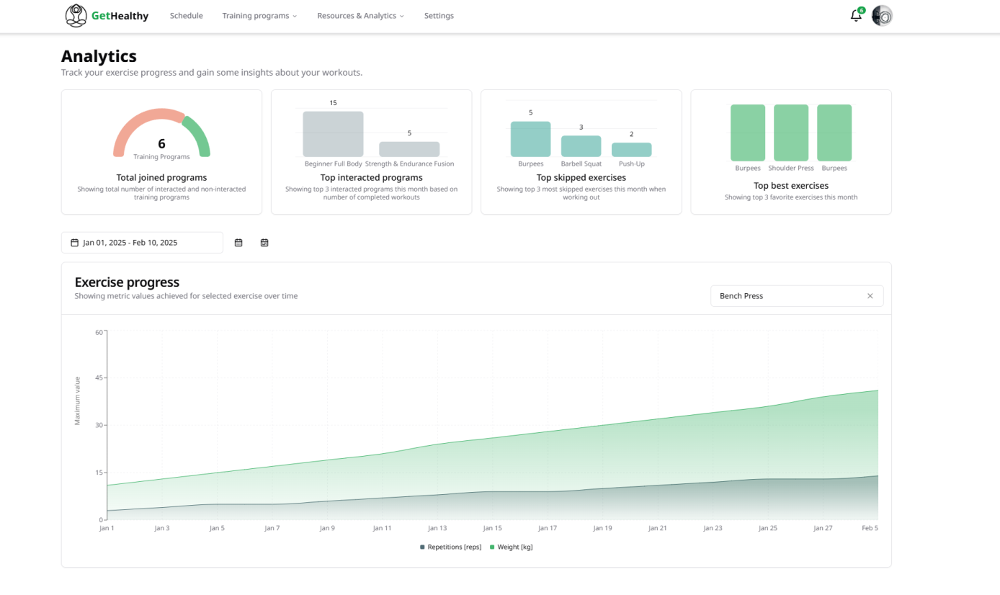 GetHealthy Schedule Training programs Resources & Analytics Settings 6
Analytics
Track your exercise progress and gain some insights about your workouts.
6
Training Programs
Total joined programs
Showing total number of interacted and non-interacted
training programs
15
5
Beginner Full Body Strength & Endurance Fusion
Top interacted programs
Showing top 3 interacted programs this month based on
number of completed workouts
5
3
2
Burpees Barbell Squat Push-Up
Top skipped exercises
Showing top 3 most skipped exercises this month when
working out
Burpees Shoulder Press Burpees
Top best exercises
Showing top 3 favorite exercises this month
Jan 01, 2025 - Feb 10, 2025
Exercise progress
Showing metric values achieved for selected exercise over time
Bench Press
Maximum value
60
45
30
15
0
Jan 1 Jan 3 Jan 5 Jan 7 Jan 9 Jan 11 Jan 13 Jan 15 Jan 17 Jan 19 Jan 21 Jan 23 Jan 25 Jan 27 Feb 5
Repetitions [reps] Weight [kg]